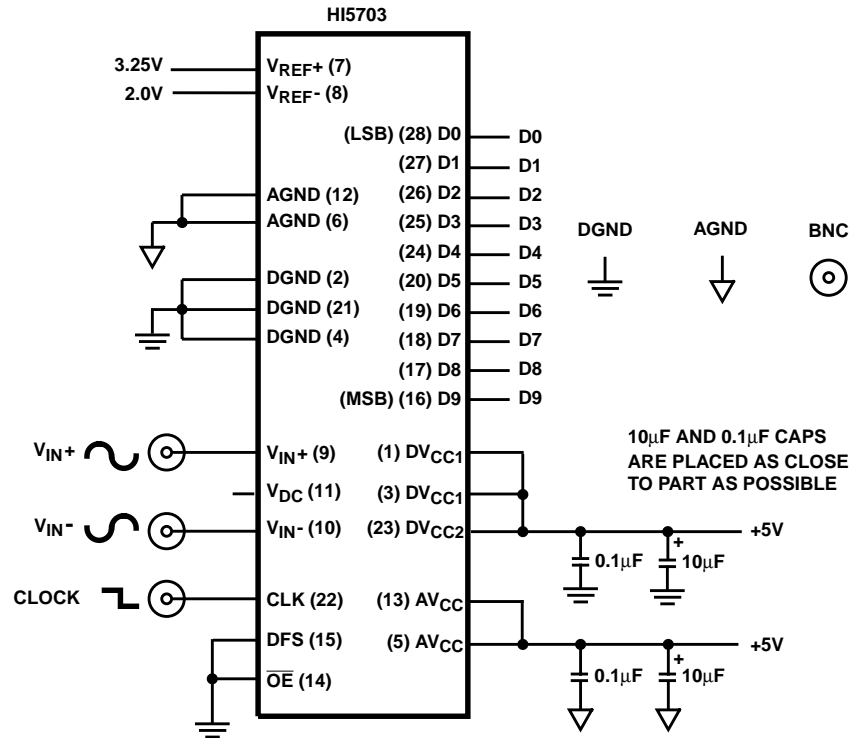 HI5703
3.25V
VREF+ (7)
2.0V
VREF- (8)
(LSB) (28) D0
D0
(27) D1
D1
AGND (12)
(26) D2
D2
AGND (6)
(25) D3
D3
DGND
AGND
BNC
(24) D4
D4
DGND (2)
(20) D5
D5
DGND (21)
(19) D6
D6
DGND (4)
(18) D7
D7
(17) D8
D8
(MSB) (16) D9
D9
10µF AND 0.1µF CAPS
ARE PLACED AS CLOSE
TO PART AS POSSIBLE
VIN+
VIN+ (9)
(1) DVCC1
VDC (11)
(3) DVCC1
VIN-
VIN- (10)
(23) DVCC2
+5V
0.1µF
+
10µF
CLOCK
CLK (22)
(13) AVCC
DFS (15)
(5) AVCC
+5V
OE (14)
0.1µF
+
10µF